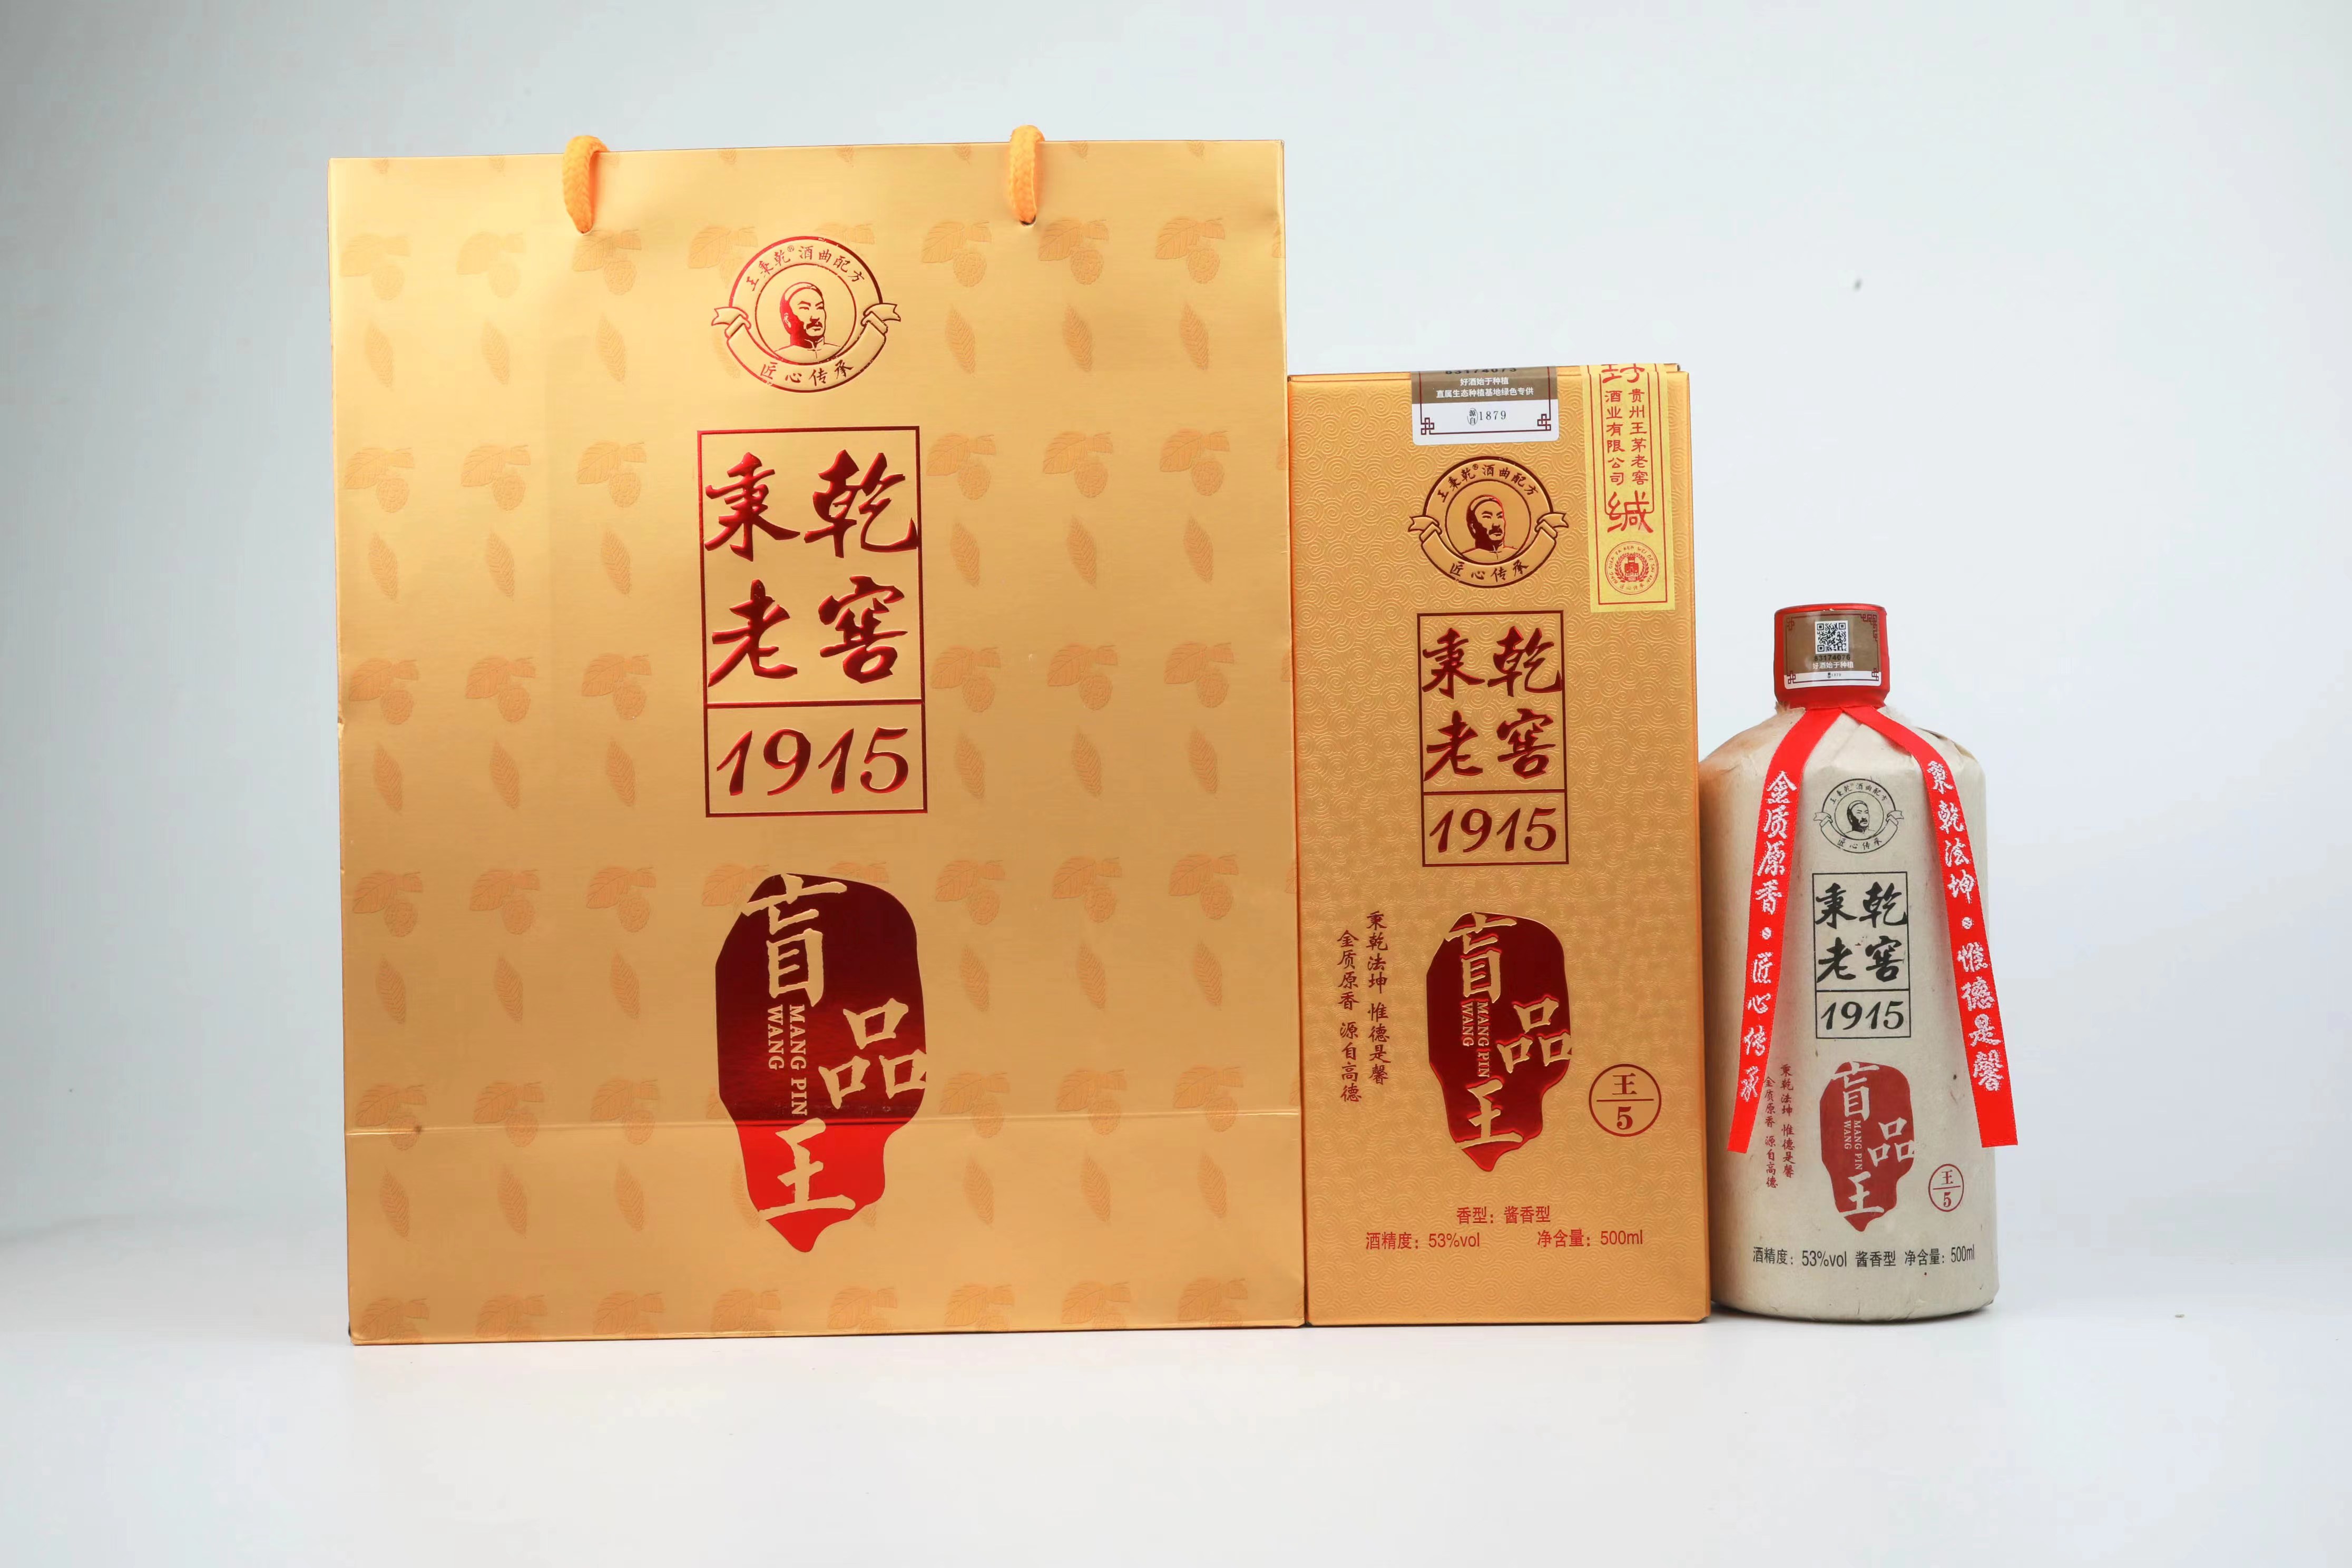 王秉乾®酒曲配方
匠心传承
秉乾
老窖
1915
盲品王
MANG PIN
WANG
好酒始于种植
直属生态种植基地绿色专供
1879
贵州王茅老窖
酒业有限公司
缄
王秉乾®酒曲配方
匠心传承
秉乾
老窖
1915
秉乾法坤 惟德是馨
金质原香 源自高德
盲品王
MANG PIN
WANG
王
5
香型：酱香型
酒精度：53%vol 净含量：500ml
好酒始于种植
金质原香·匠心传承
秉乾法坤·惟德是馨
王秉乾®酒曲配方
匠心传承
秉乾
老窖
1915
秉乾法坤 惟德是馨
金质原香 源自高德
盲品王
MANG PIN
WANG
王
5
酒精度：53%vol 酱香型 净含量：500ml